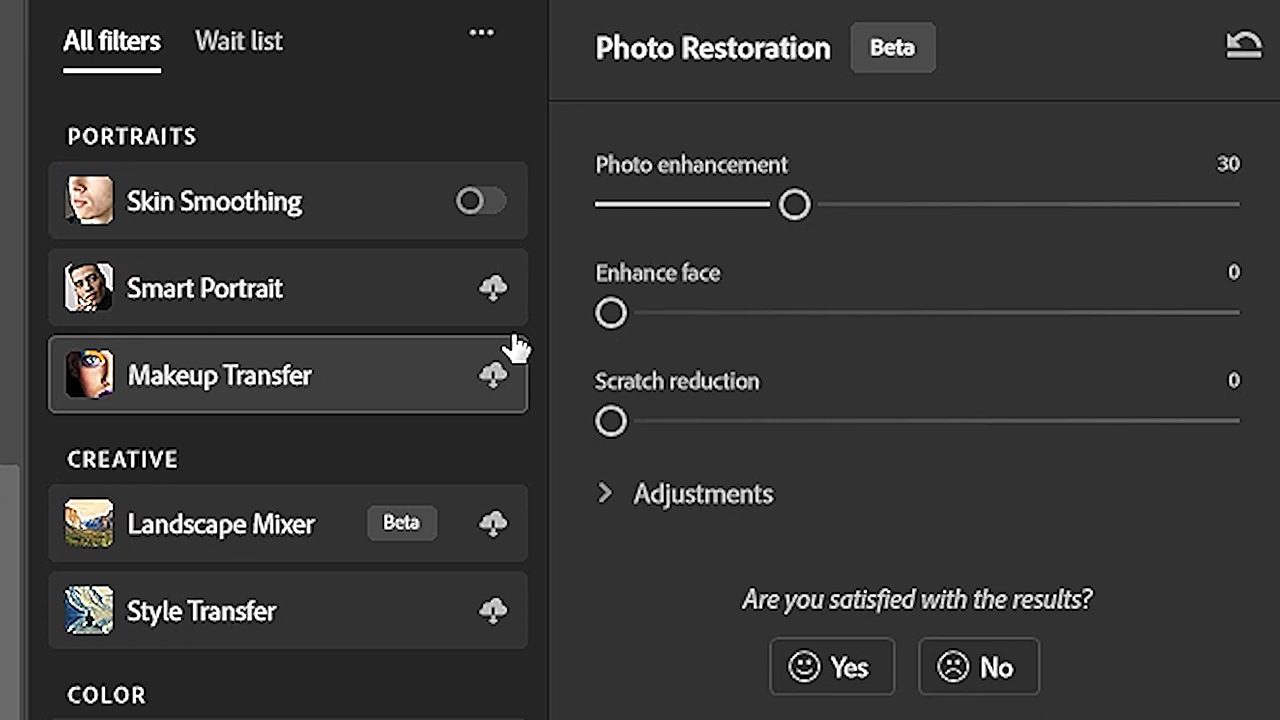 All filters
Wait list
PORTRAITS
Skin Smoothing
Smart Portrait
Makeup Transfer
CREATIVE
Landscape Mixer
Beta
Style Transfer
COLOR
Photo Restoration
Beta
Photo enhancement
30
Enhance face
0
Scratch reduction
0
Adjustments
Are you satisfied with the results?
Yes
No